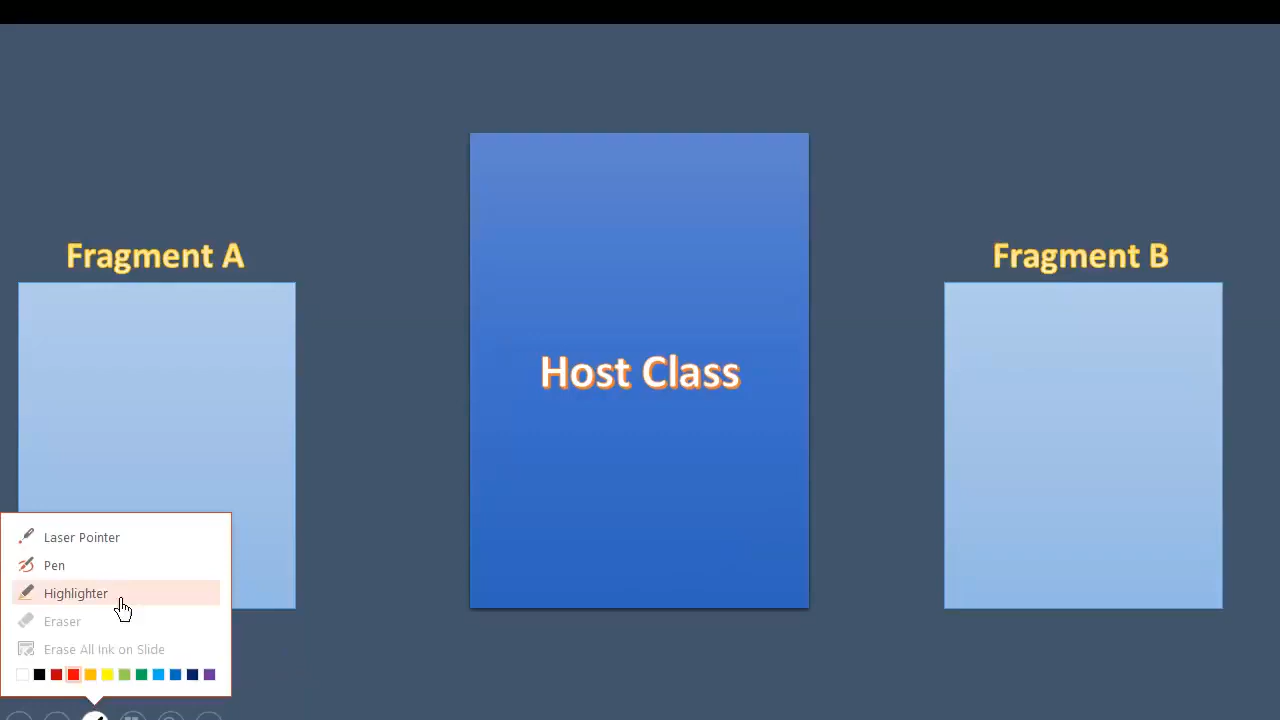 Fragment A
Fragment B
Host Class
Laser Pointer
Pen
Highlighter
Eraser
Erase All Ink on Slide